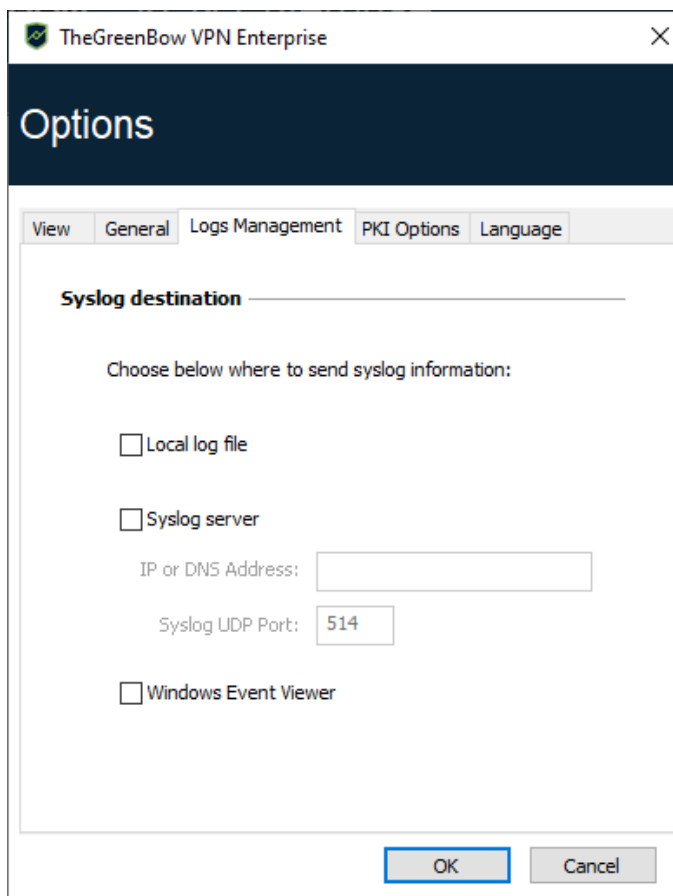 TheGreenBow VPN Enterprise
Options
View General Logs Management PKI Options Language
Syslog destination
Choose below where to send syslog information:
Local log file
Syslog server
IP or DNS Address:
Syslog UDP Port: 514
Windows Event Viewer
OK Cancel